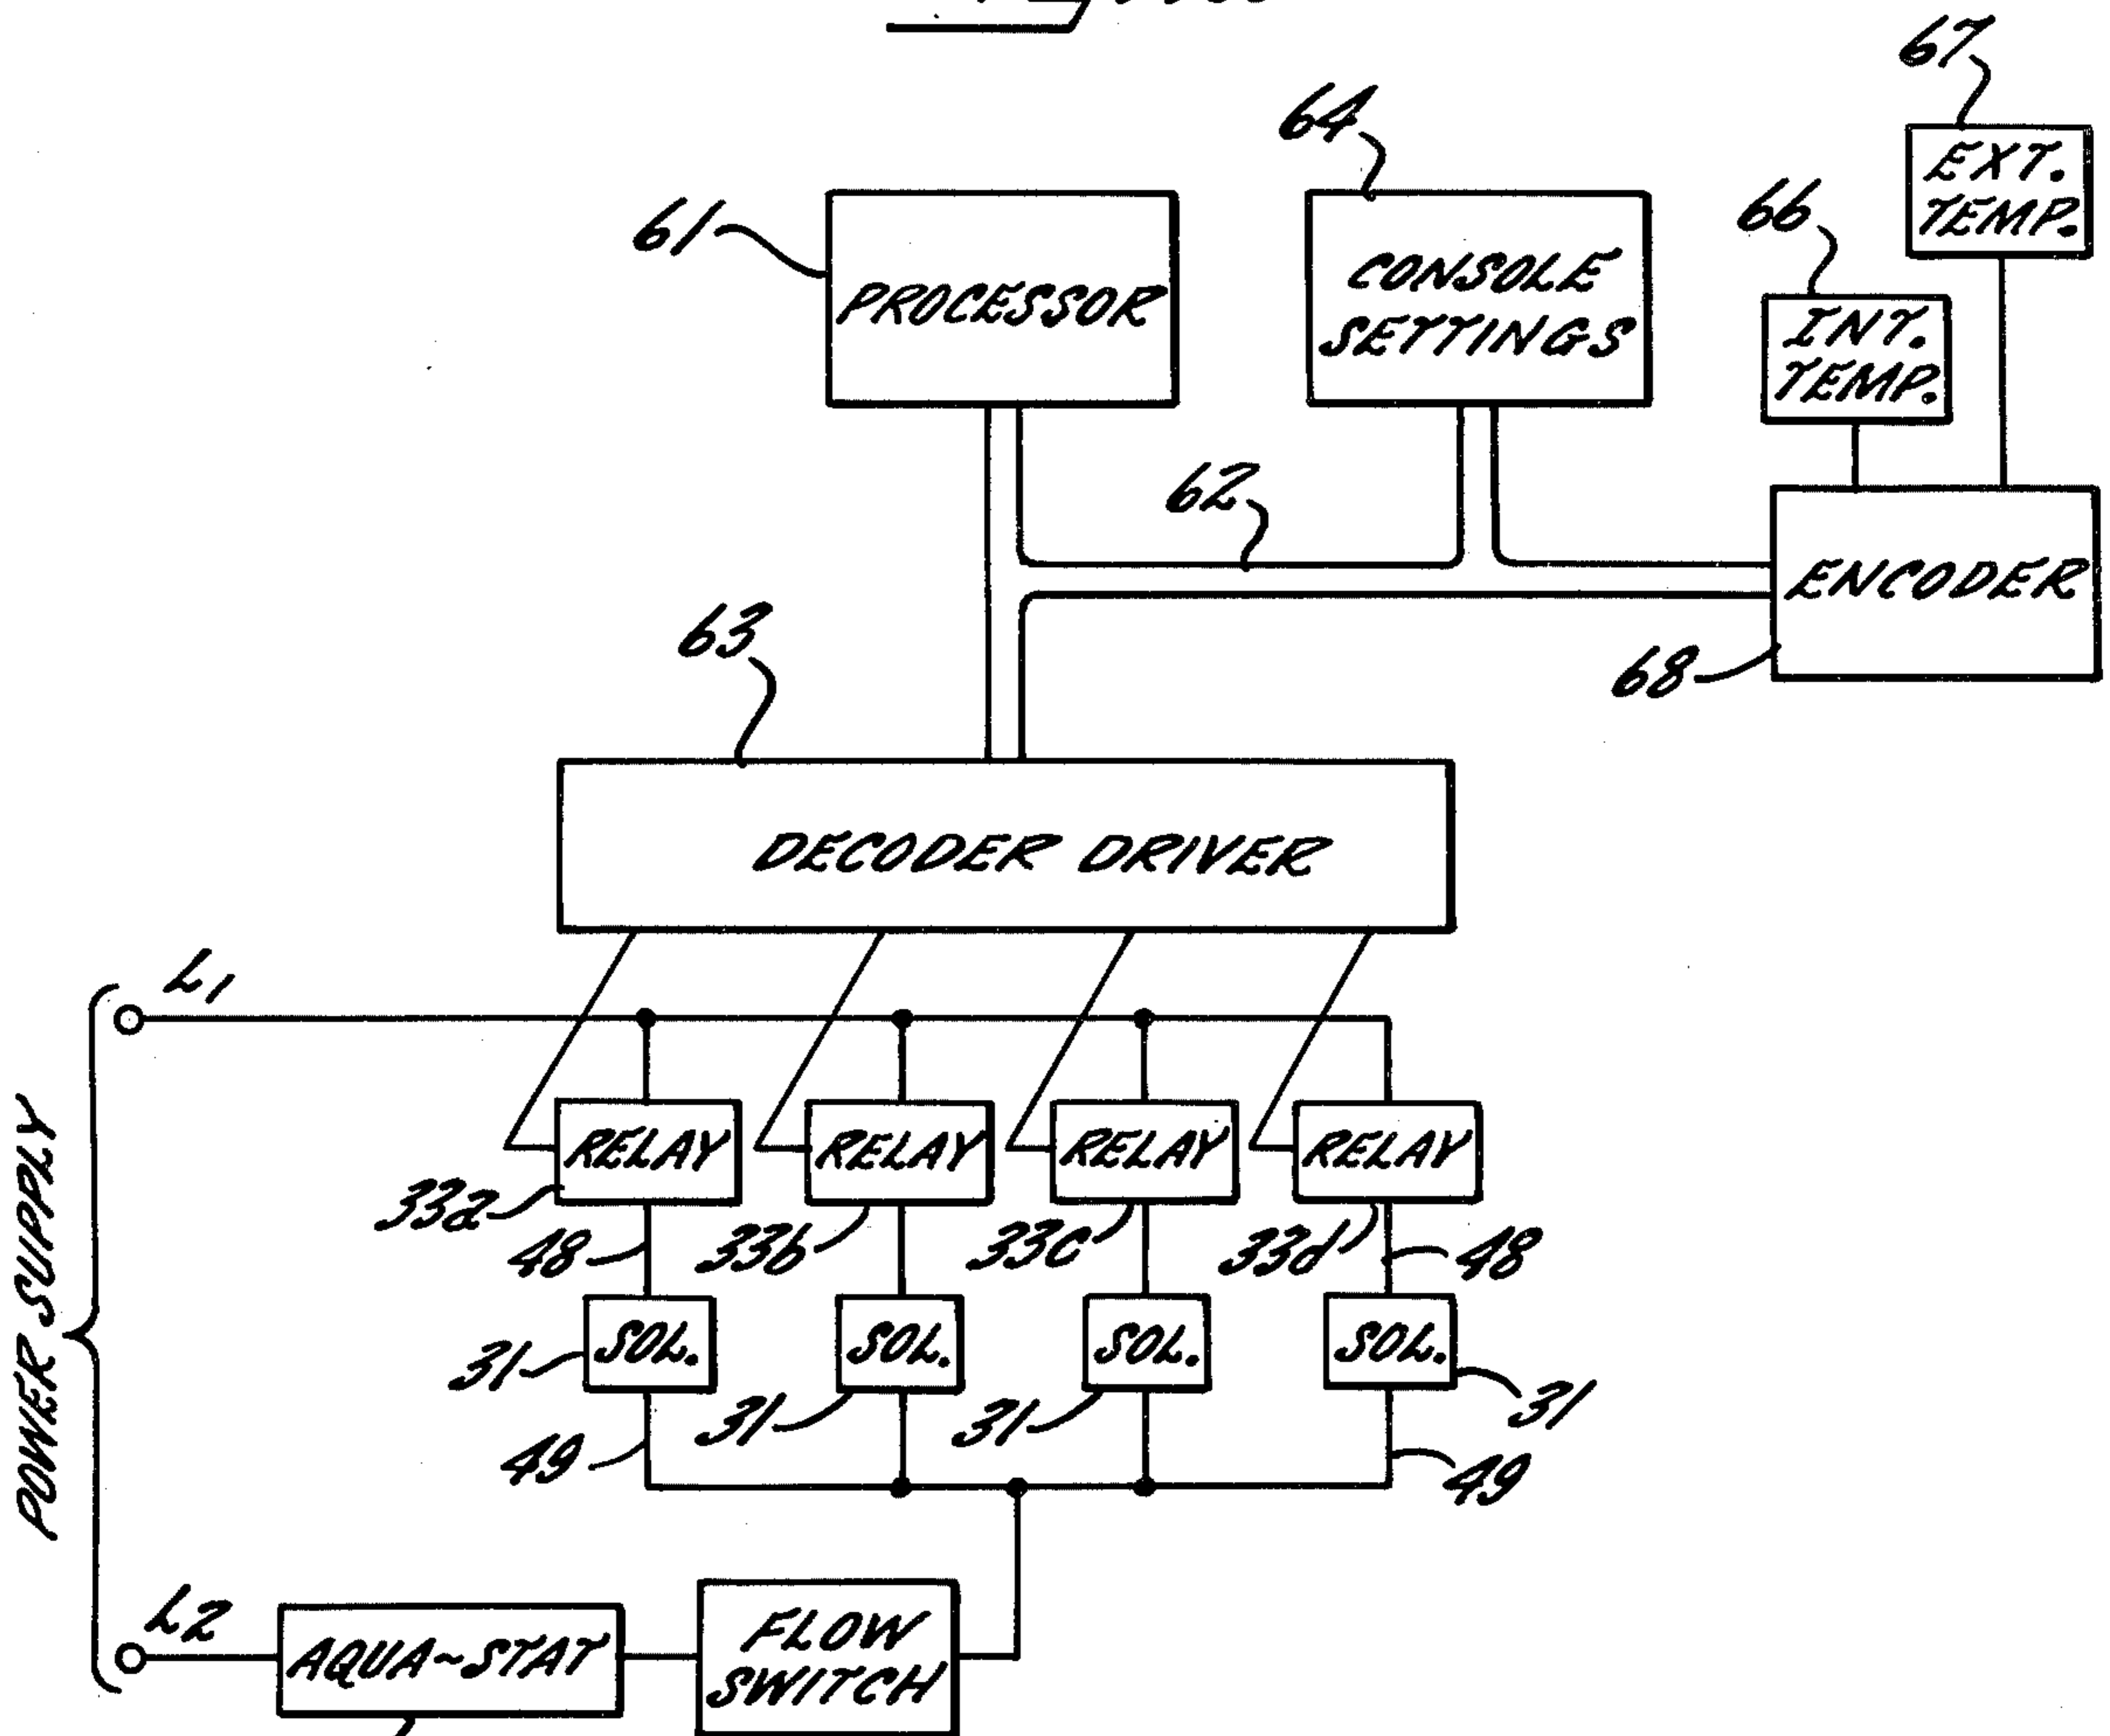 67
64
EXT.
TEMP.
66
61
PROCESSOR
CONSOLE
SETTINGS
INT.
TEMP.
62
ENCODER
63
68
DECODER DRIVER
L1
POWER SUPPLY
RELAY RELAY RELAY RELAY
33a 48 33b 33c 33d 48
SOL. SOL. SOL. SOL.
31 31 31 31
49 49
L2
AQUA~STAT
FLOW
SWITCH